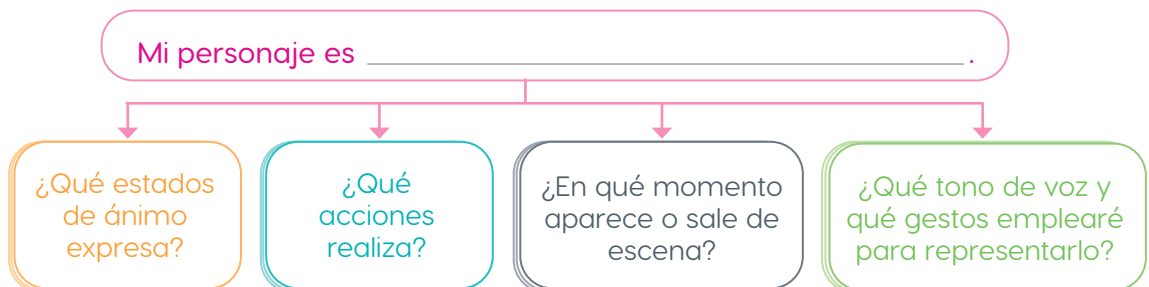 Mi personaje es ____________________.
¿Qué estados
de ánimo
expresa?
¿Qué
acciones
realiza?
¿En qué momento
aparece o sale de
escena?
¿Qué tono de voz y
qué gestos emplearé
para representarlo?